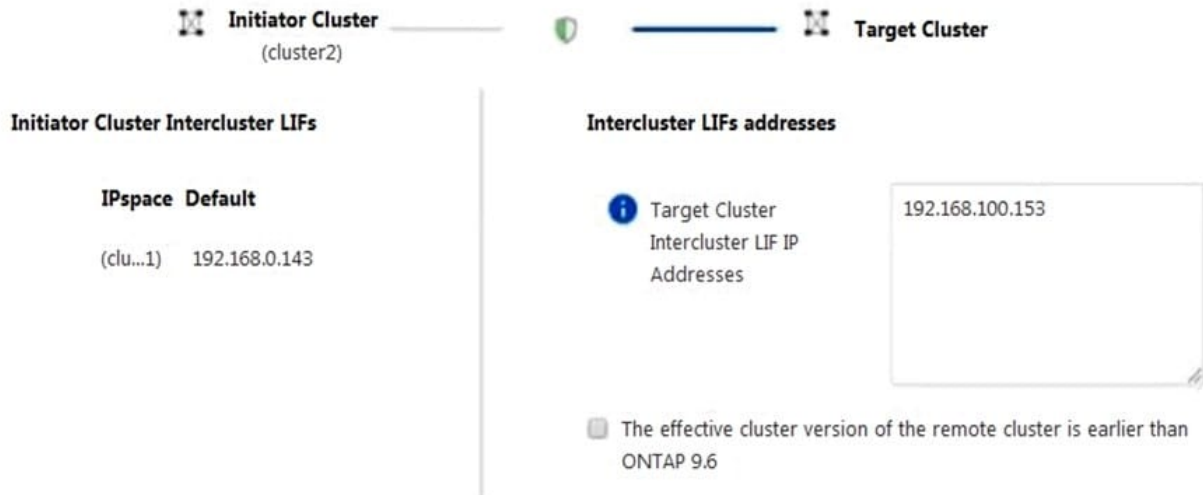 Initiator Cluster
(cluster2)
Target Cluster
Initiator Cluster Intercluster LIFs
IPspace Default
(clu...1) 192.168.0.143
Intercluster LIFs addresses
Target Cluster
Intercluster LIF IP
Addresses
192.168.100.153
The effective cluster version of the remote cluster is earlier than
ONTAP 9.6